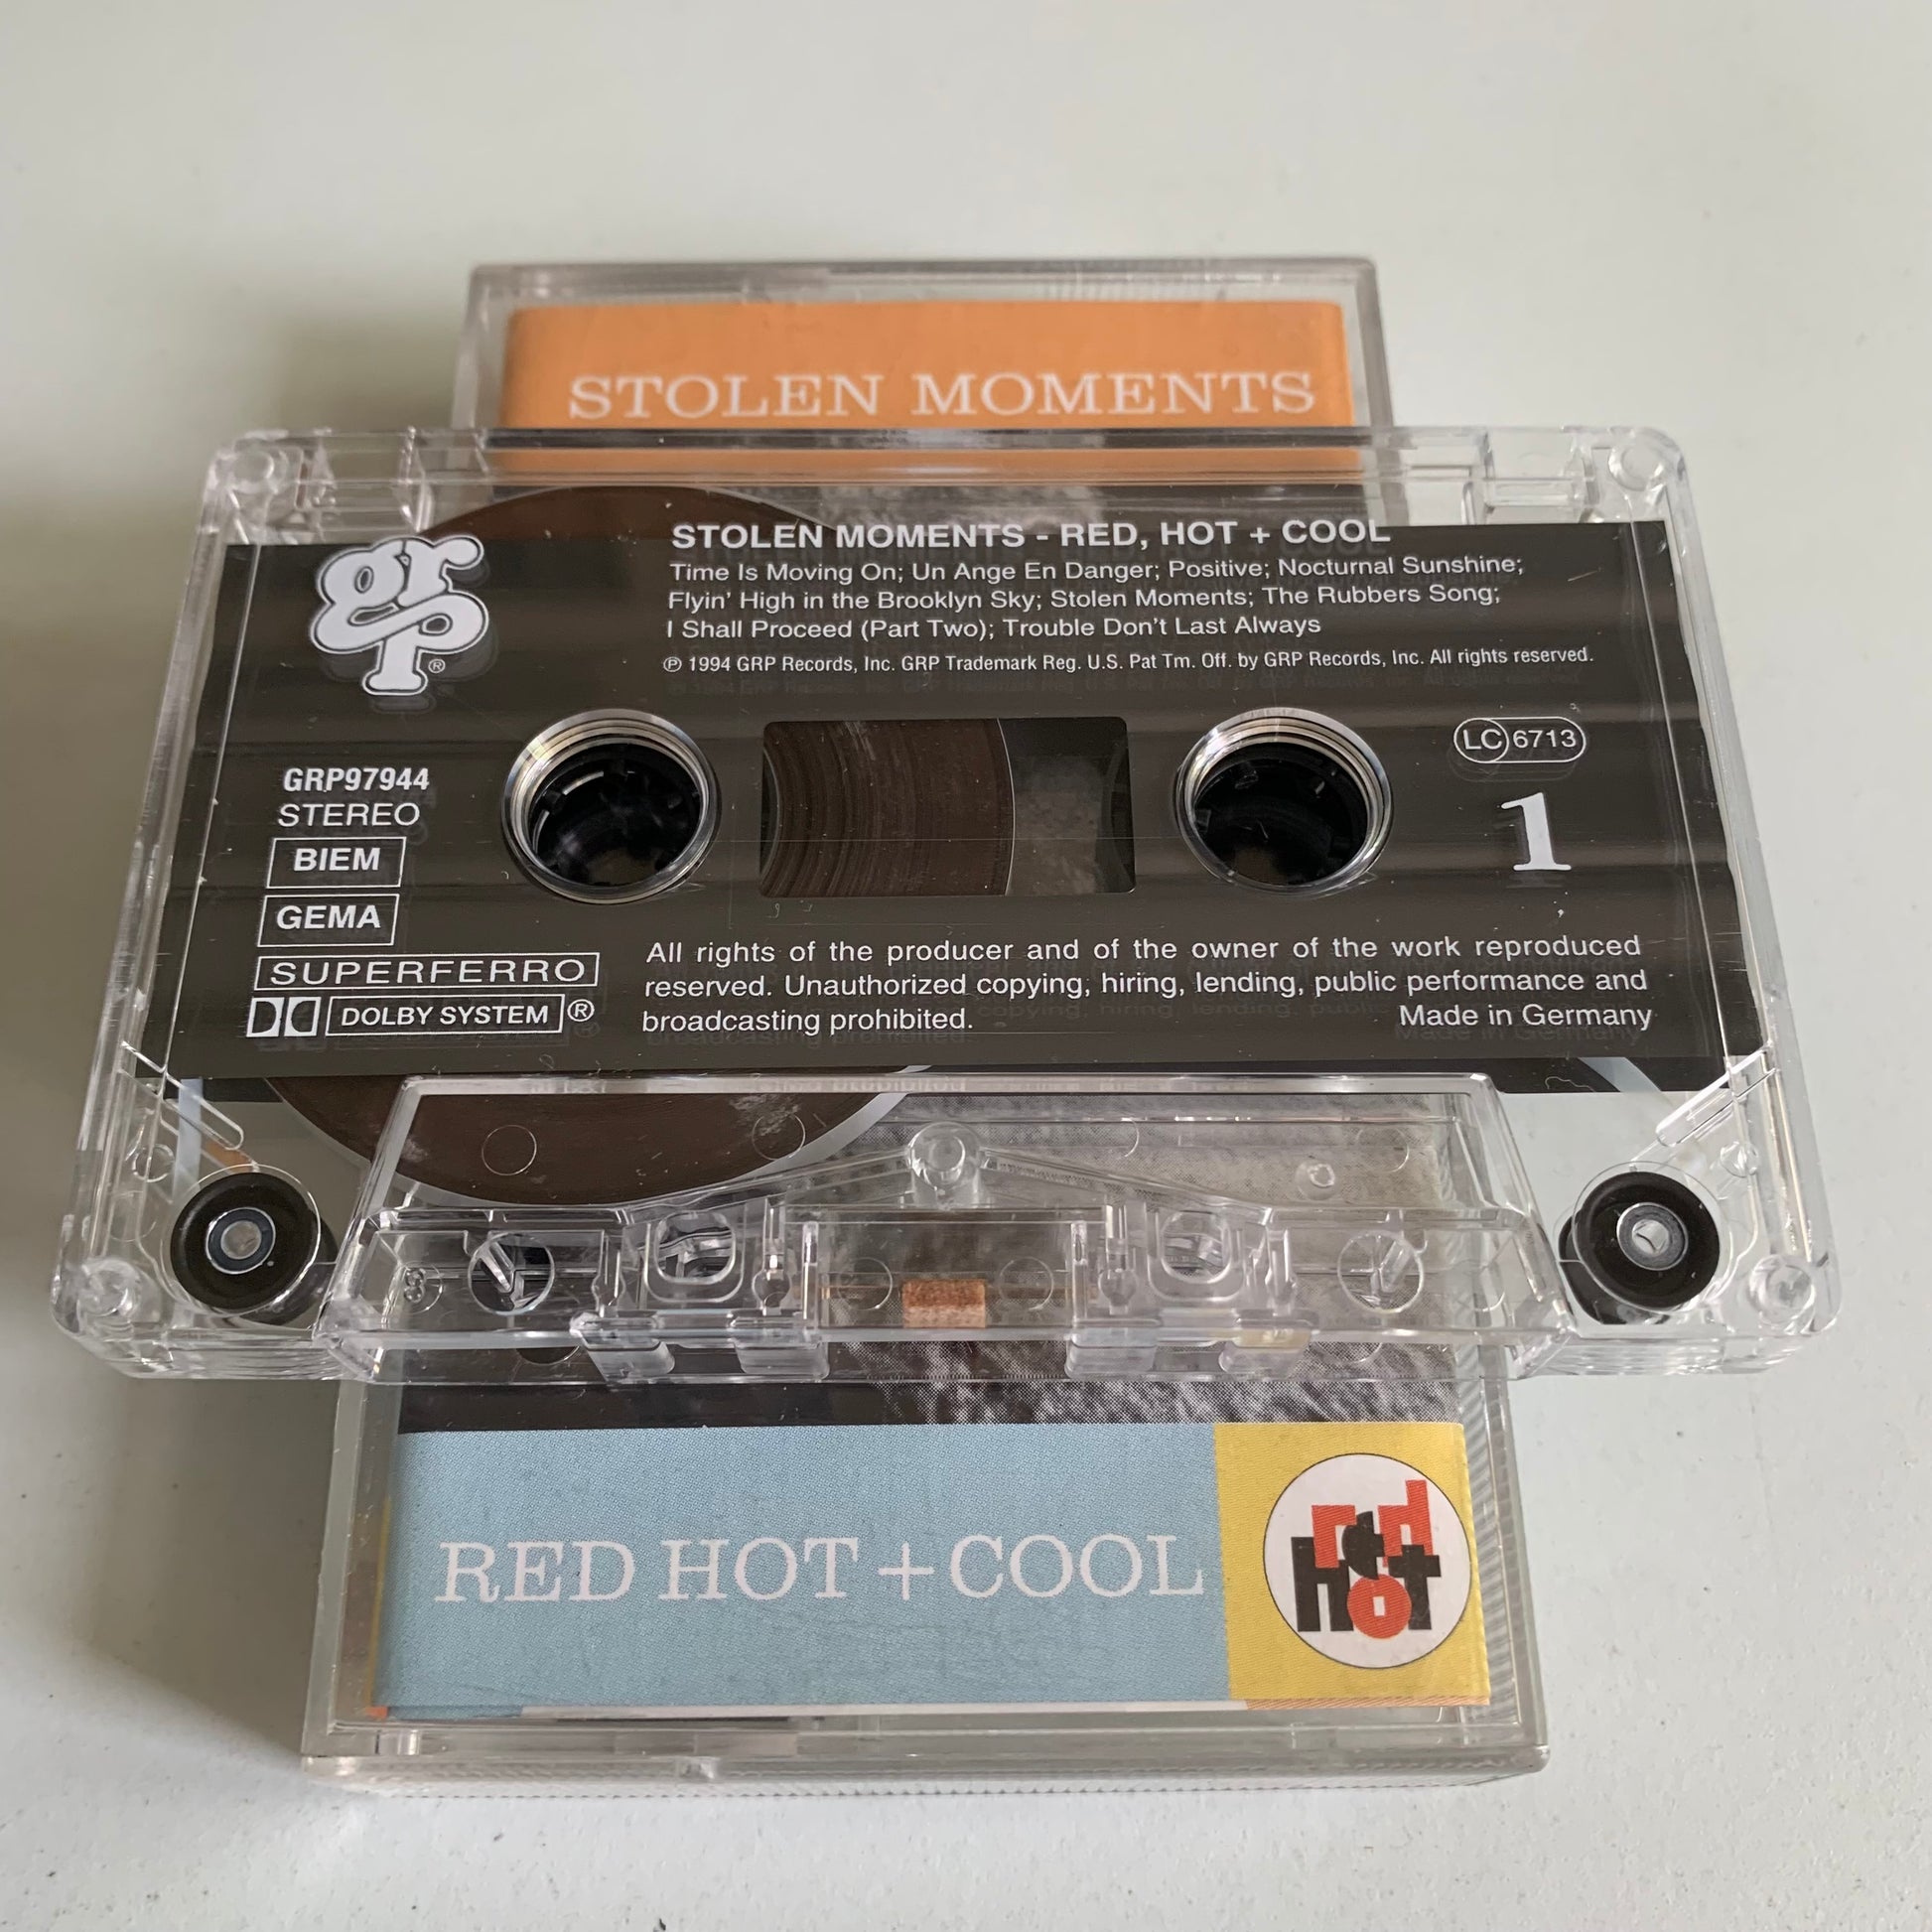 STOLEN MOMENTS
grp®
STOLEN MOMENTS - RED, HOT + COOL
Time Is Moving On; Un Ange En Danger; Positive; Nocturnal Sunshine;
Flyin' High in the Brooklyn Sky; Stolen Moments; The Rubbers Song;
I Shall Proceed (Part Two); Trouble Don't Last Always
℗ 1994 GRP Records, Inc. GRP Trademark Reg. U.S. Pat Tm. Off. by GRP Records, Inc. All rights reserved.
LC 6713
GRP97944
STEREO
BIEM
GEMA
SUPERFERRO
DOLBY SYSTEM®
1
All rights of the producer and of the owner of the work reproduced
reserved. Unauthorized copying, hiring, lending, public performance and
broadcasting prohibited. Made in Germany
RED HOT + COOL
red
hot